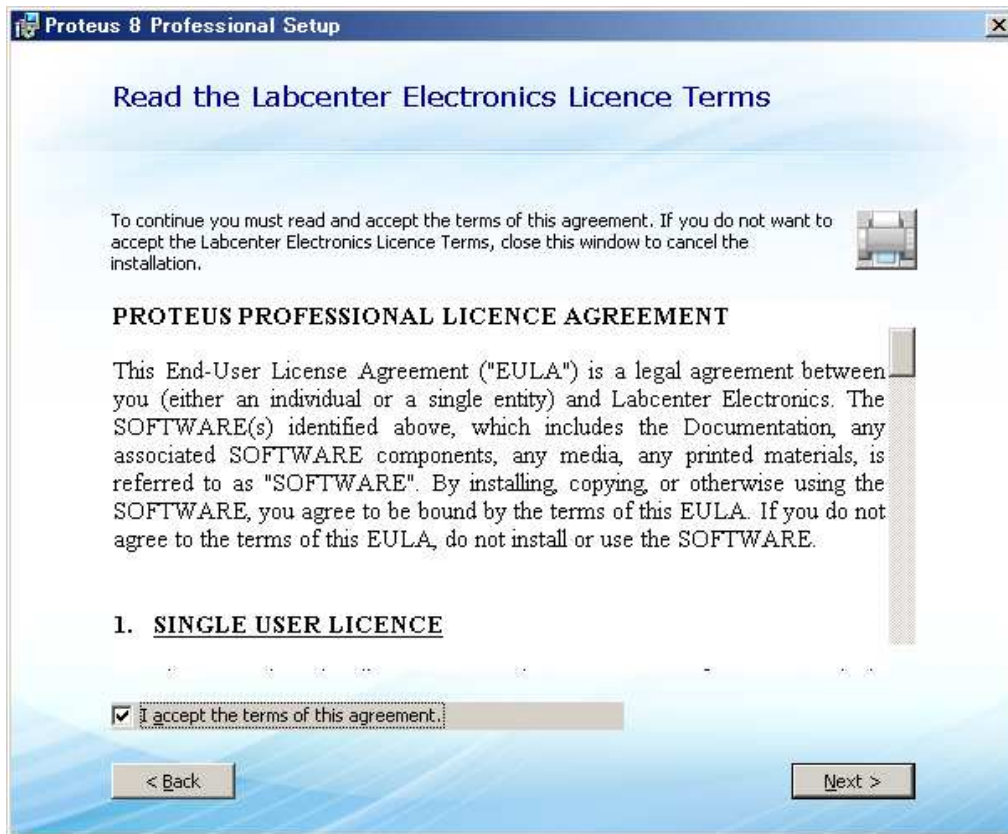 Proteus 8 Professional Setup
Read the Labcenter Electronics Licence Terms
To continue you must read and accept the terms of this agreement. If you do not want to
accept the Labcenter Electronics Licence Terms, close this window to cancel the
installation.
PROTEUS PROFESSIONAL LICENCE AGREEMENT
This End-User License Agreement ("EULA") is a legal agreement between
you (either an individual or a single entity) and Labcenter Electronics. The
SOFTWARE(s) identified above, which includes the Documentation, any
associated SOFTWARE components, any media, any printed materials, is
referred to as "SOFTWARE". By installing, copying, or otherwise using the
SOFTWARE, you agree to be bound by the terms of this EULA. If you do not
agree to the terms of this EULA, do not install or use the SOFTWARE.
1. SINGLE USER LICENCE
I accept the terms of this agreement.
< Back
Next >